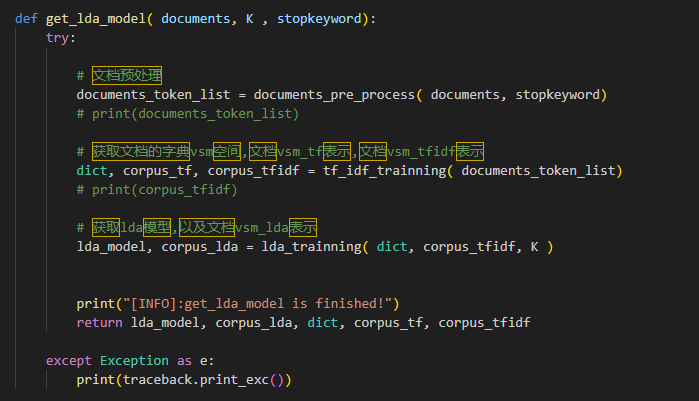 def get_lda_model( documents, K , stopkeyword):
    try:
        # 文档预处理
        documents_token_list = documents_pre_process( documents, stopkeyword)
        # print(documents_token_list)
        # 获取文档的字典vsm空间,文档vsm_tf表示,文档vsm_tfidf表示
        dict, corpus_tf, corpus_tfidf = tf_idf_trainning( documents_token_list)
        # print(corpus_tfidf)
        # 获取lda模型,以及文档vsm_lda表示
        lda_model, corpus_lda = lda_trainning( dict, corpus_tfidf, K )
        print("[INFO]:get_lda_model is finished!")
        return lda_model, corpus_lda, dict, corpus_tf, corpus_tfidf
    except Exception as e:
        print(traceback.print_exc())